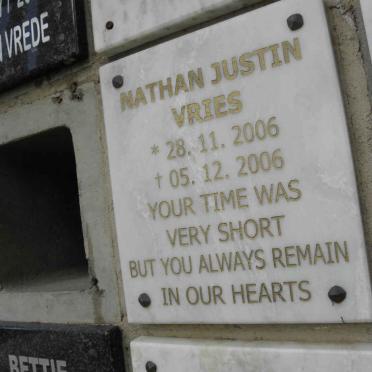 VREDE
NATHAN JUSTIN
VRIES
* 28. 11. 2006
† 05. 12. 2006
YOUR TIME WAS
VERY SHORT
BUT YOU ALWAYS REMAIN
IN OUR HEARTS
BETTIE